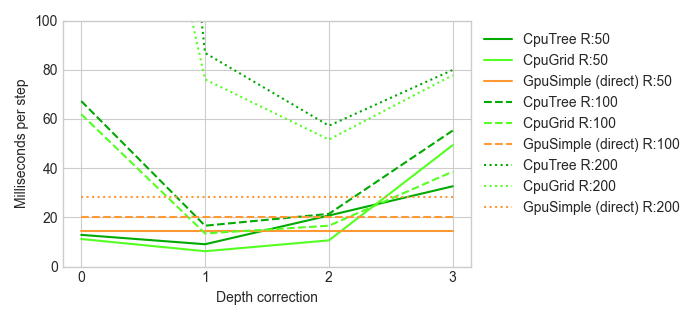 100
80
60
40
20
0
Milliseconds per step
0 1 2 3
Depth correction
CpuTree R:50
CpuGrid R:50
GpuSimple (direct) R:50
CpuTree R:100
CpuGrid R:100
GpuSimple (direct) R:100
CpuTree R:200
CpuGrid R:200
GpuSimple (direct) R:200